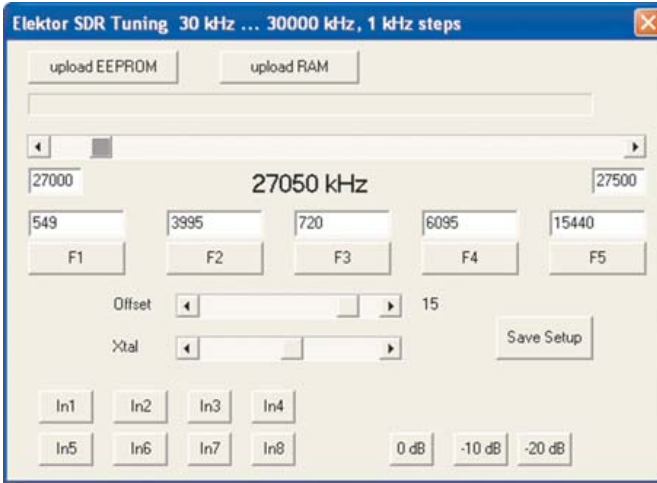 Elektor SDR Tuning 30 kHz ... 30000 kHz, 1 kHz steps
upload EEPROM upload RAM
27000 27050 kHz 27500
549 3995 720 6095 15440
F1 F2 F3 F4 F5
Offset 15
Xtal Save Setup
In1 In2 In3 In4
In5 In6 In7 In8 0 dB -10 dB -20 dB